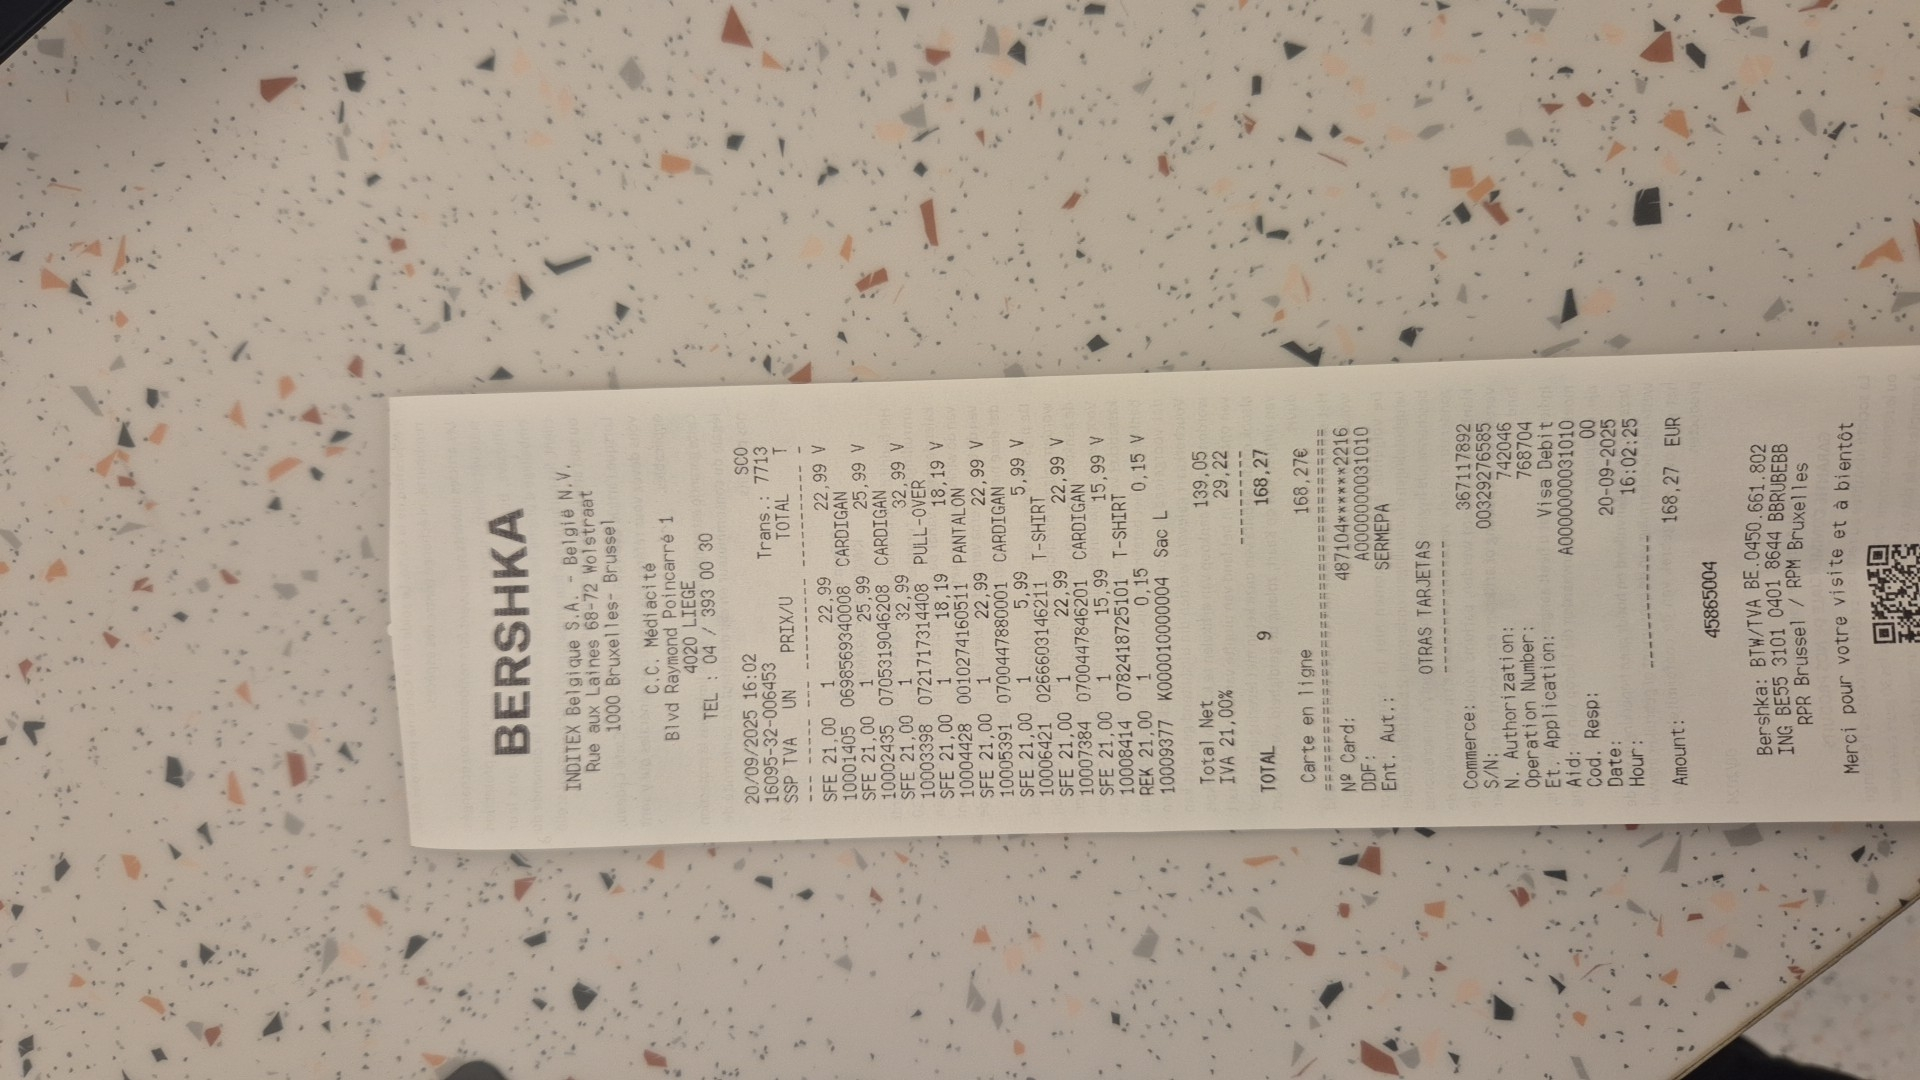 BERSHKA
INDITEX Belgique S.A. - België N.V.
Rue aux Laines 68-72 Wolstraat
1000 Bruxelles- Brussel
C.C. Médiacité
Blvd Raymond Poincarré 1
4020 LIEGE
TEL : 04 / 393 00 30
20/09/2025 16:02 SCO
16095-32-006453 Trans.: 7713
SSP TVA UN PRIX/U TOTAL T
SFE 21,00 1 22,99 22,99 V
10001405 0698569340008 CARDIGAN
SFE 21,00 1 25,99 25,99 V
10002435 0705319046208 CARDIGAN
SFE 21,00 1 32,99 32,99 V
10003398 0721717314408 PULL-OVER
SFE 21,00 1 18,19 18,19 V
10004428 0010274160511 PANTALON
SFE 21,00 1 22,99 22,99 V
10005391 0700447880001 CARDIGAN
SFE 21,00 1 5,99 5,99 V
10006421 0266603146211 T-SHIRT
SFE 21,00 1 22,99 22,99 V
10007384 0700447846201 CARDIGAN
SFE 21,00 1 15,99 15,99 V
10008414 0782418725101 T-SHIRT
REK 21,00 1 0,15 0,15 V
10009377 K0000100000004 Sac L
Total Net 139,05
IVA 21,00% 29,22
TOTAL 9 168,27
Carte en ligne 168,27€
Nº Card: 487104******2216
DDF: A0000000031010
Ent. Aut.: SERMEPA
OTRAS TARJETAS
Commerce: 367117892
S/N: 00329276585
N. Authorization: 742046
Operation Number: 768704
Et. Application: Visa Debit
Aid: A0000000031010
Cod. Resp: 00
Date: 20-09-2025
Hour: 16:02:25
Amount: 168,27 EUR
45865004
Bershka: BTW/TVA BE.0450.661.802
ING BE55 3101 0401 8644 BBRUBEBB
RPR Brussel / RPM Bruxelles
Merci pour votre visite et à bientôt